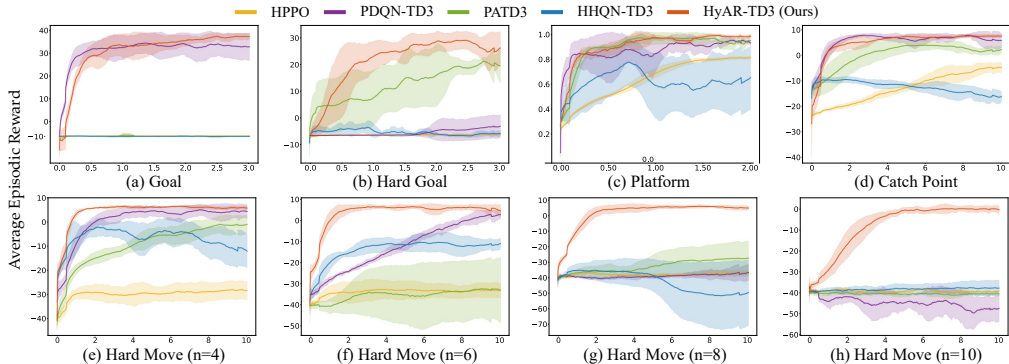 HPPO PDQN-TD3 PATD3 HHQN-TD3 HyAR-TD3 (Ours)
Average Episodic Reward
40 30 20 10 0 −10
0.0 0.5 1.0 1.5 2.0 2.5 3.0
(a) Goal
30 20 10 0 −10
0.0 0.5 1.0 1.5 2.0 2.5 3.0
(b) Hard Goal
1.0 0.8 0.6 0.4 0.2
0.0
0.00 0.25 0.50 0.75 1.00 1.25 1.50 1.75 2.00
(c) Platform
10 0 −10 −20 −30 −40
0 2 4 6 8 10
(d) Catch Point
10 0 −10 −20 −30 −40
0 2 4 6 8 10
(e) Hard Move (n=4)
10 0 −10 −20 −30 −40 −50
0 2 4 6 8 10
(f) Hard Move (n=6)
10 0 −10 −20 −30 −40 −50 −60 −70
0 2 4 6 8 10
(g) Hard Move (n=8)
0 −10 −20 −30 −40 −50 −60
0 2 4 6 8 10
(h) Hard Move (n=10)